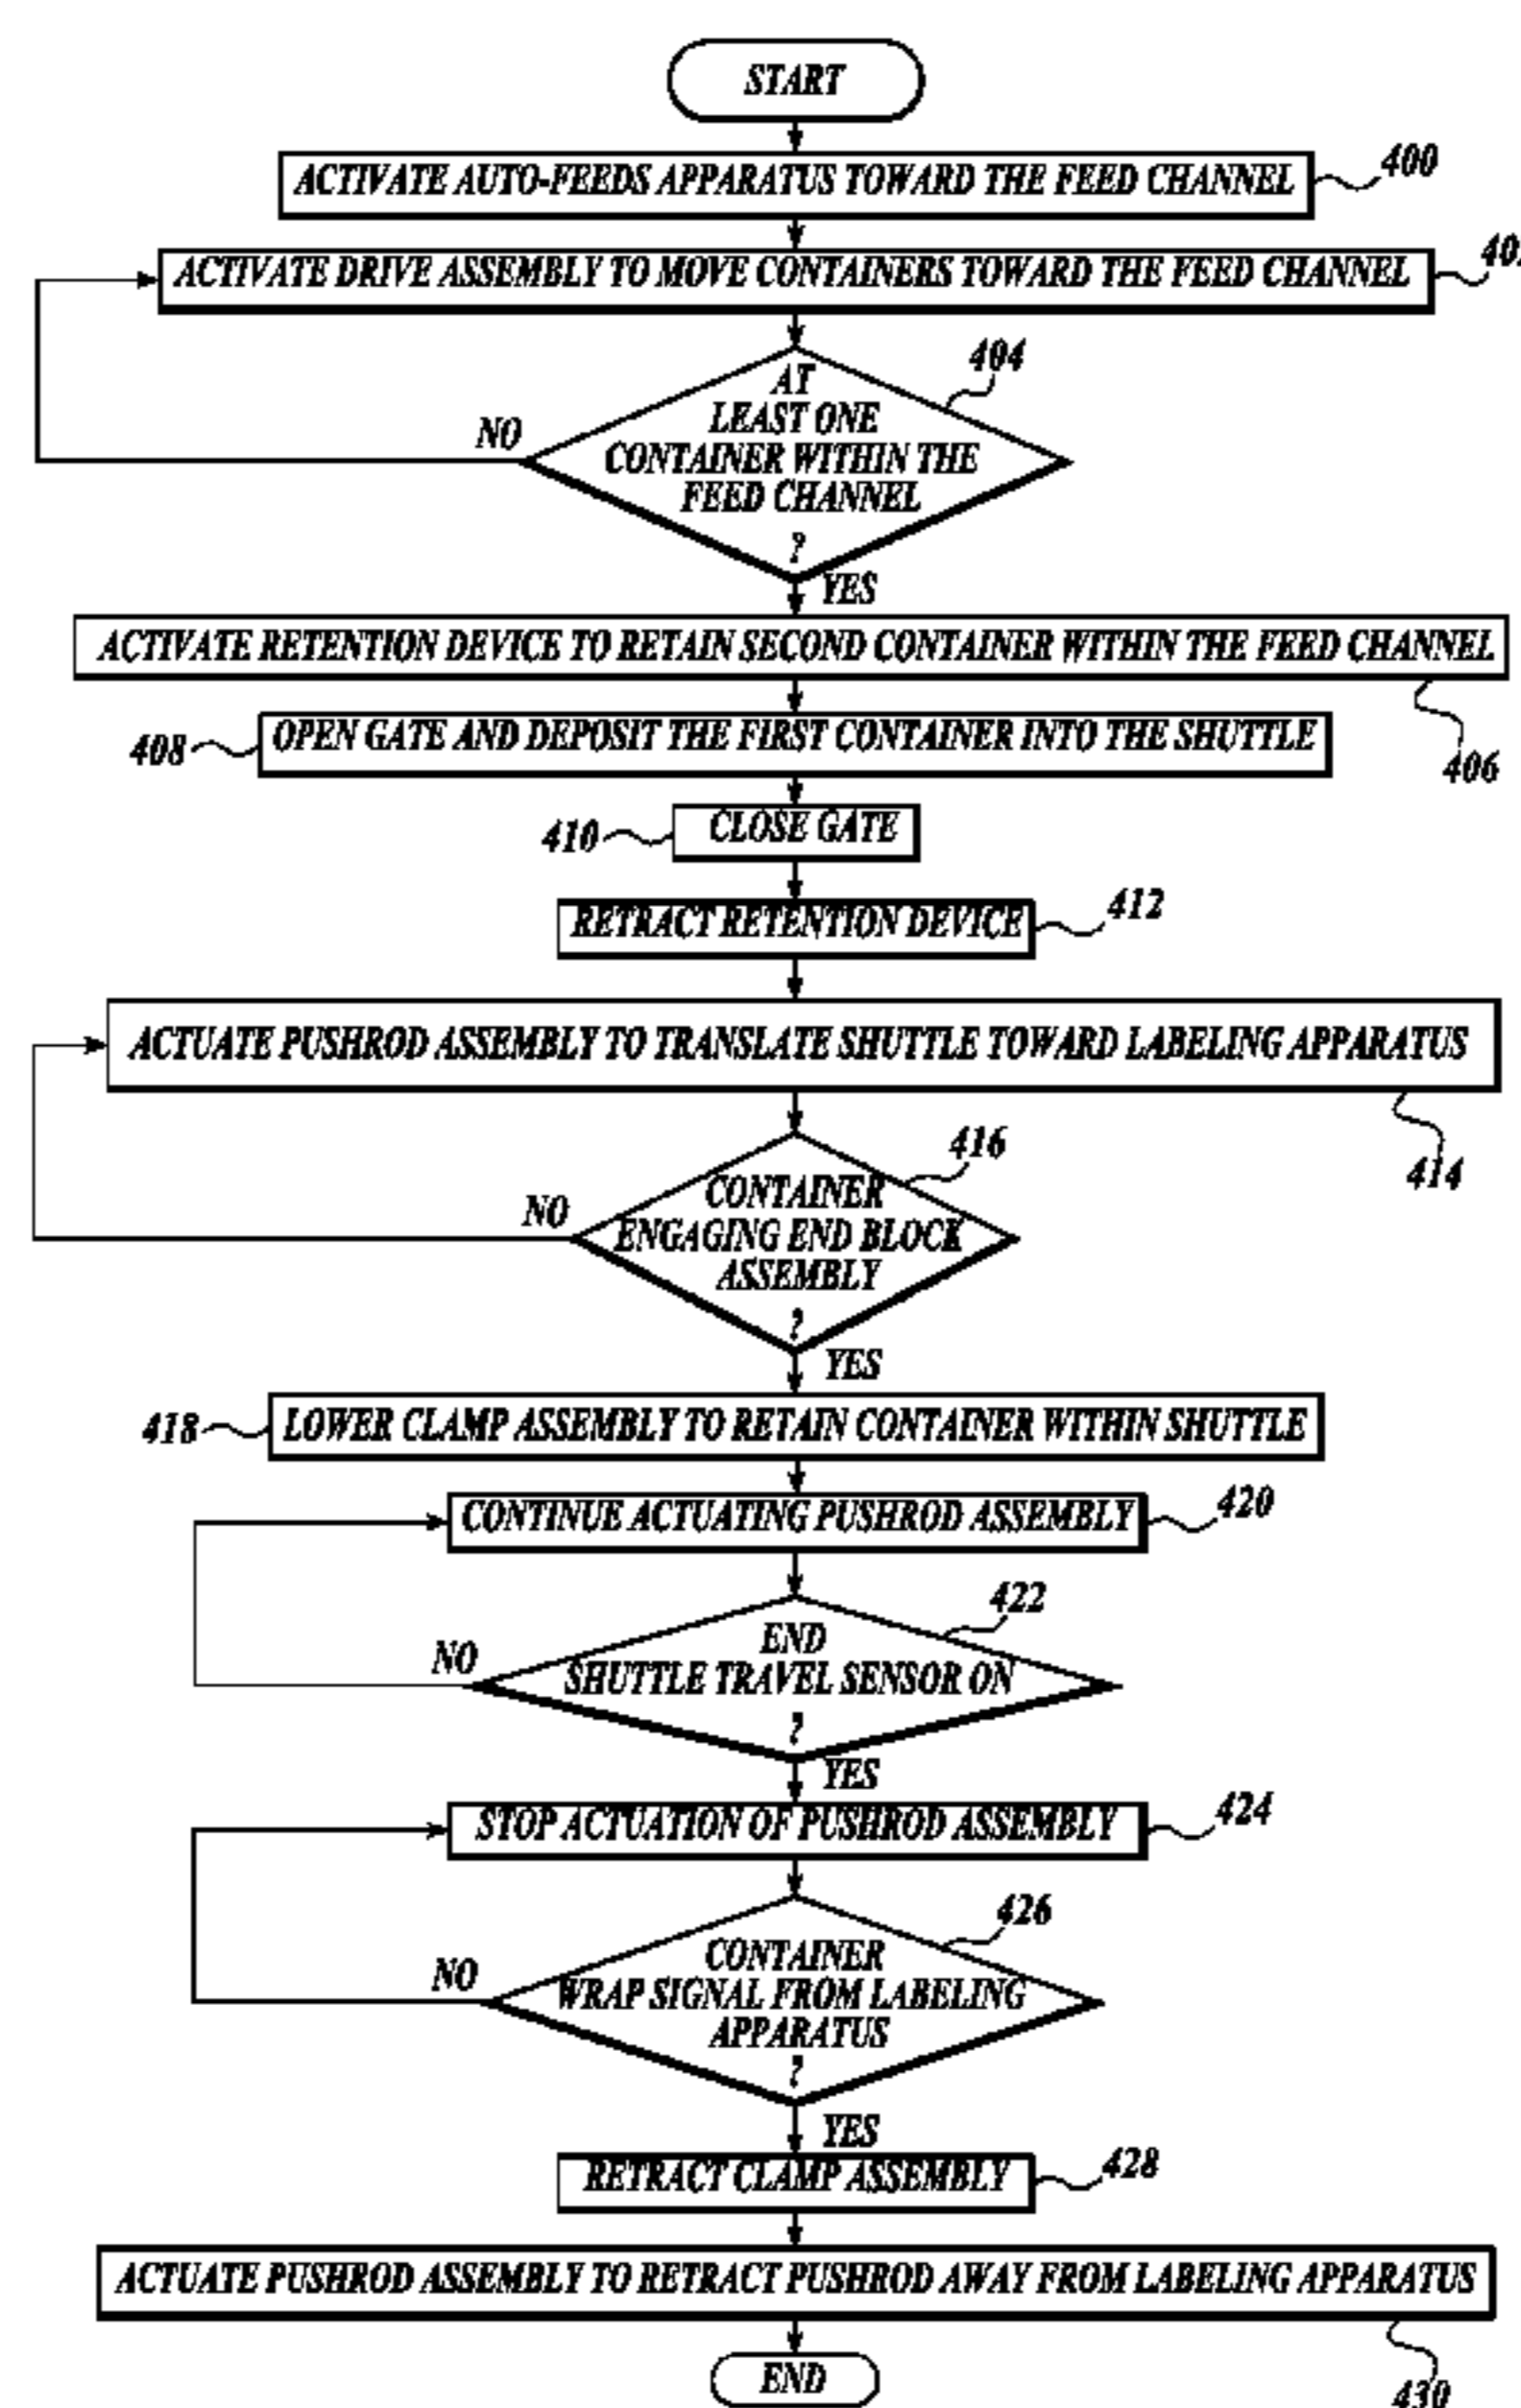 START
ACTIVATE AUTO-FEEDS APPARATUS TOWARD THE FEED CHANNEL
400
ACTIVATE DRIVE ASSEMBLY TO MOVE CONTAINERS TOWARD THE FEED CHANNEL
404
AT
LEAST ONE
CONTAINER WITHIN THE
FEED CHANNEL
?
NO
YES
ACTIVATE RETENTION DEVICE TO RETAIN SECOND CONTAINER WITHIN THE FEED CHANNEL
406
408
OPEN GATE AND DEPOSIT THE FIRST CONTAINER INTO THE SHUTTLE
410
CLOSE GATE
RETRACT RETENTION DEVICE
412
ACTUATE PUSHROD ASSEMBLY TO TRANSLATE SHUTTLE TOWARD LABELING APPARATUS
414
416
CONTAINER
ENGAGING END BLOCK
ASSEMBLY
?
NO
YES
418
LOWER CLAMP ASSEMBLY TO RETAIN CONTAINER WITHIN SHUTTLE
CONTINUE ACTUATING PUSHROD ASSEMBLY
420
422
END
SHUTTLE TRAVEL SENSOR ON
?
NO
YES
STOP ACTUATION OF PUSHROD ASSEMBLY
424
426
CONTAINER
WRAP SIGNAL FROM LABELING
APPARATUS
?
NO
YES
RETRACT CLAMP ASSEMBLY
428
ACTUATE PUSHROD ASSEMBLY TO RETRACT PUSHROD AWAY FROM LABELING APPARATUS
430
END